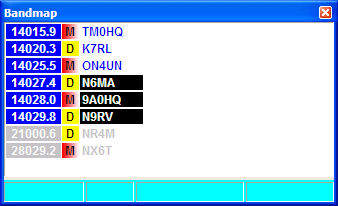 Bandmap
14015.9 M TM0HQ
14020.3 D K7RL
14025.5 M ON4UN
14027.4 D N6MA
14028.0 M 9A0HQ
14029.8 D N9RV
21000.6 D NR4M
28029.2 M NX6T